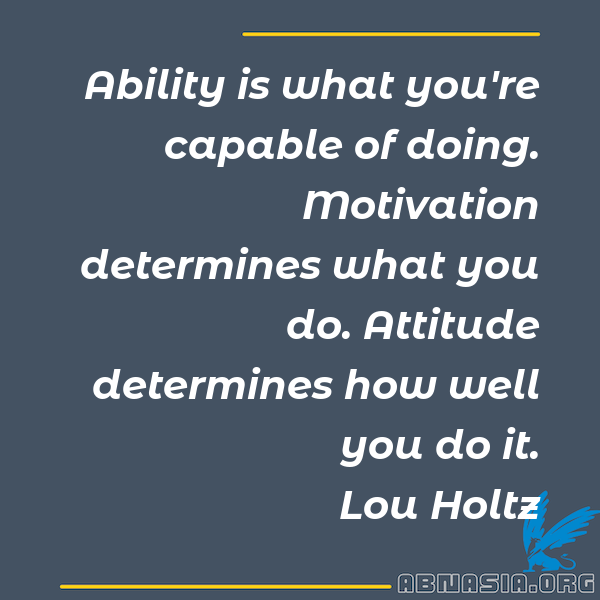 Ability is what you're
capable of doing.
Motivation
determines what you
do. Attitude
determines how well
you do it.
Lou Holtz
ABNASIA.ORG